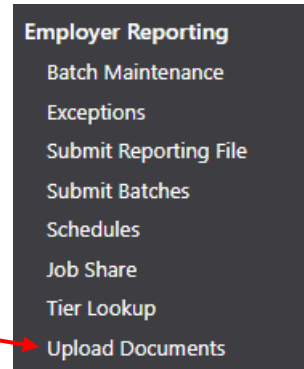 Employer Reporting
Batch Maintenance
Exceptions
Submit Reporting File
Submit Batches
Schedules
Job Share
Tier Lookup
Upload Documents